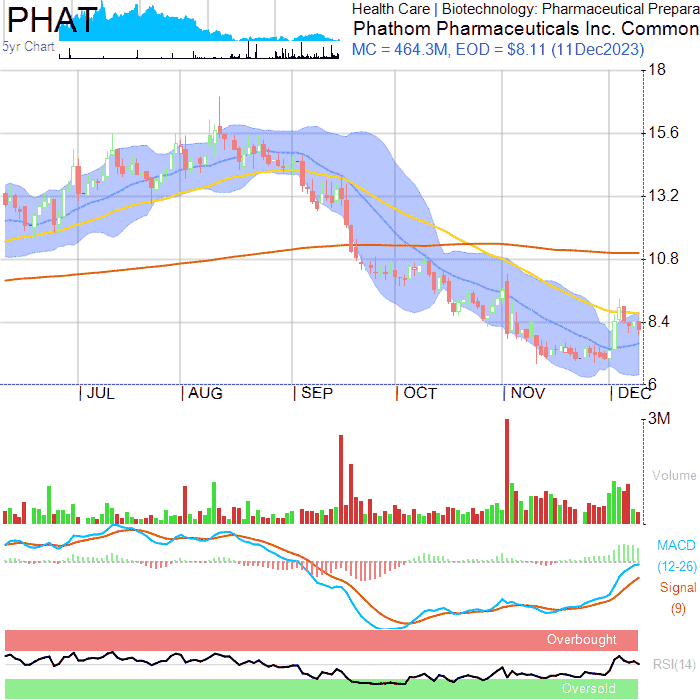 PHAT
Health Care | Biotechnology: Pharmaceutical Prepara
Phathom Pharmaceuticals Inc. Common
MC = 464.3M, EOD = $8.11 (11Dec2023)
5yr Chart
18
15.6
13.2
10.8
8.4
6
| JUL | AUG | SEP | OCT | NOV | DEC
3M
Volume
MACD
(12-26)
Signal
(9)
Overbought
RSI(14)
Oversold